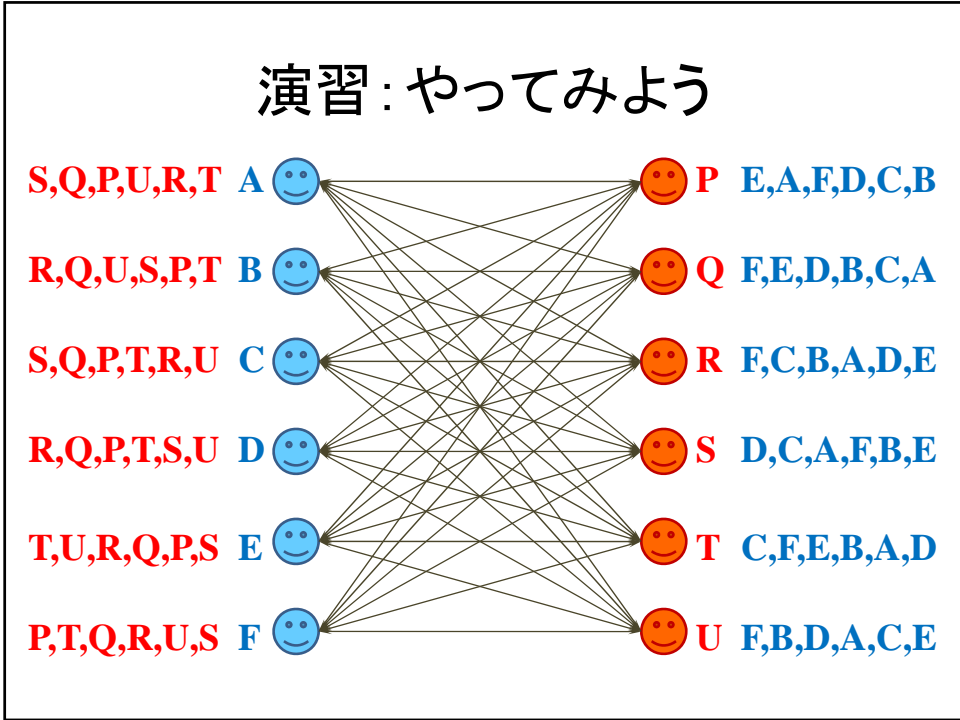 演習：やってみよう
S,Q,P,U,R,T A P E,A,F,D,C,B
R,Q,U,S,P,T B Q F,E,D,B,C,A
S,Q,P,T,R,U C R F,C,B,A,D,E
R,Q,P,T,S,U D S D,C,A,F,B,E
T,U,R,Q,P,S E T C,F,E,B,A,D
P,T,Q,R,U,S F U F,B,D,A,C,E